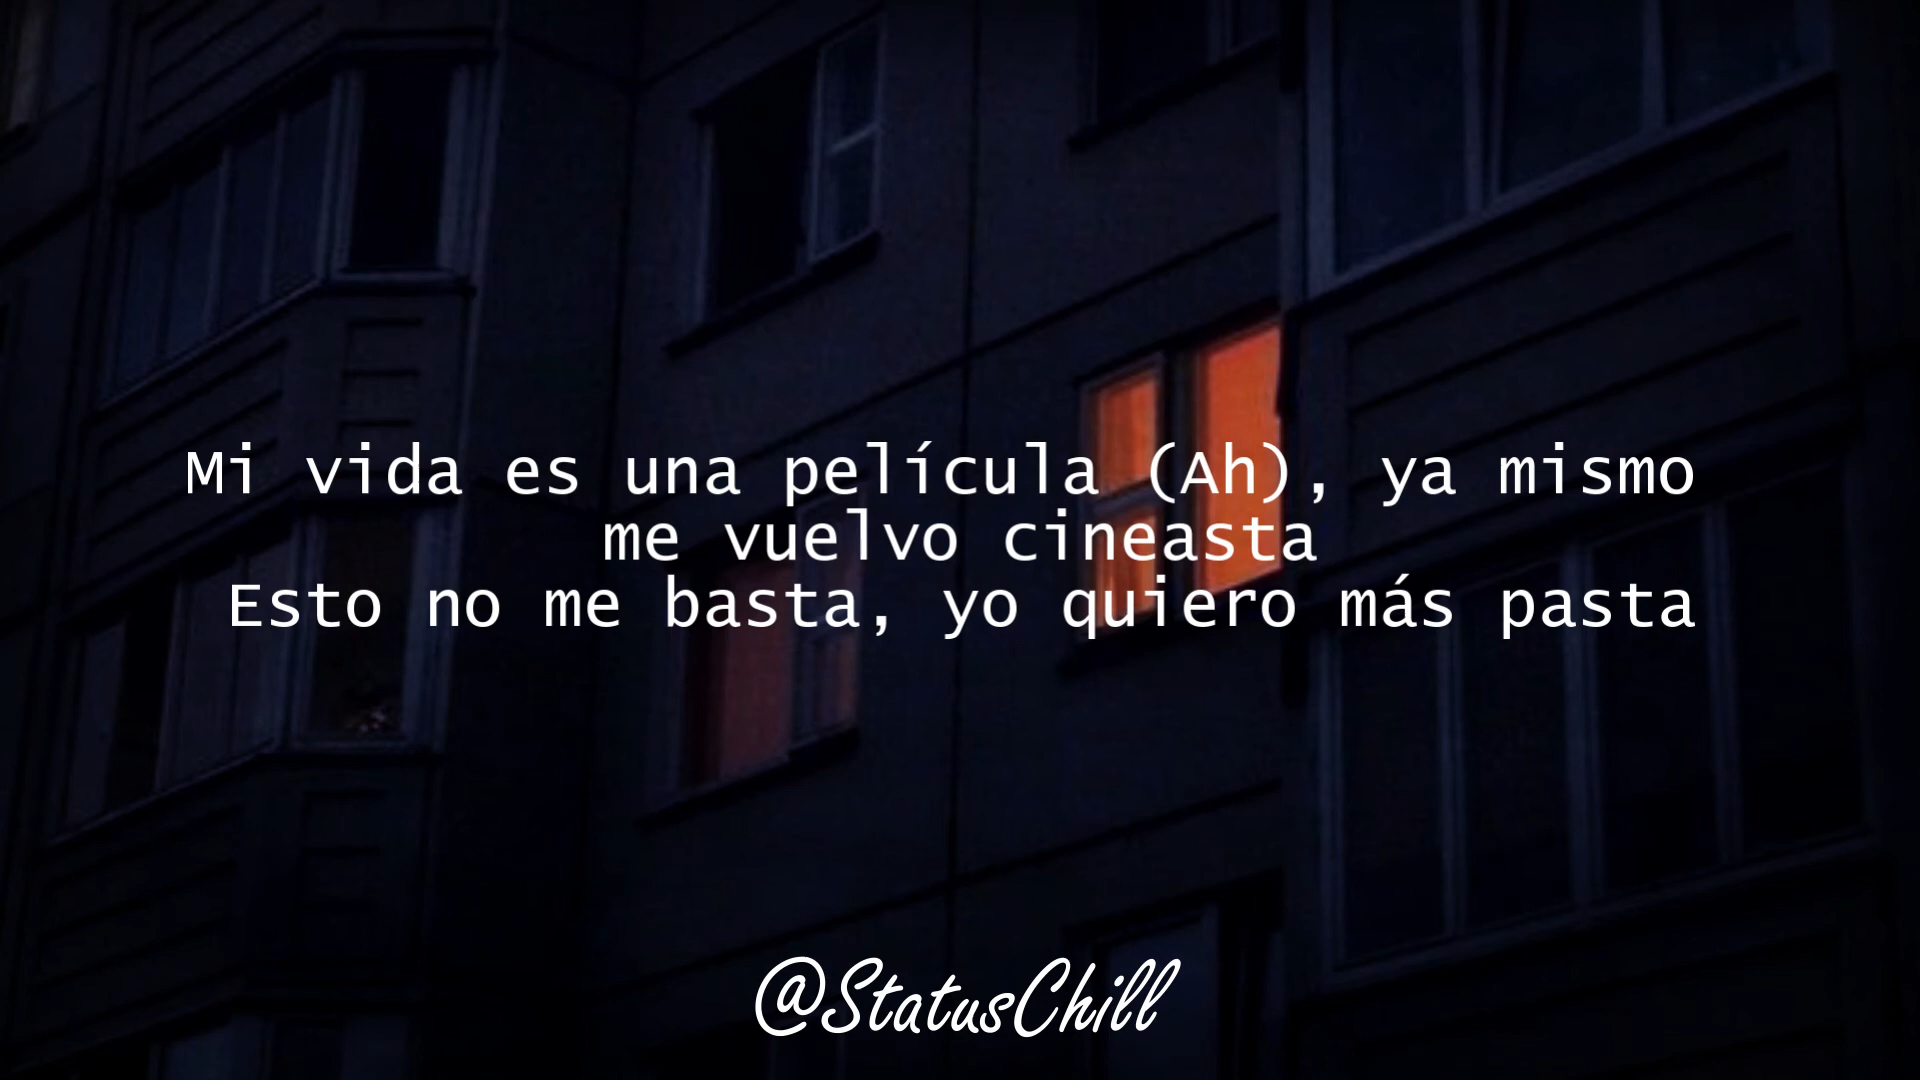 Mi vida es una película (Ah), ya mismo
me vuelvo cineasta
Esto no me basta, yo quiero más pasta
@StatusChill